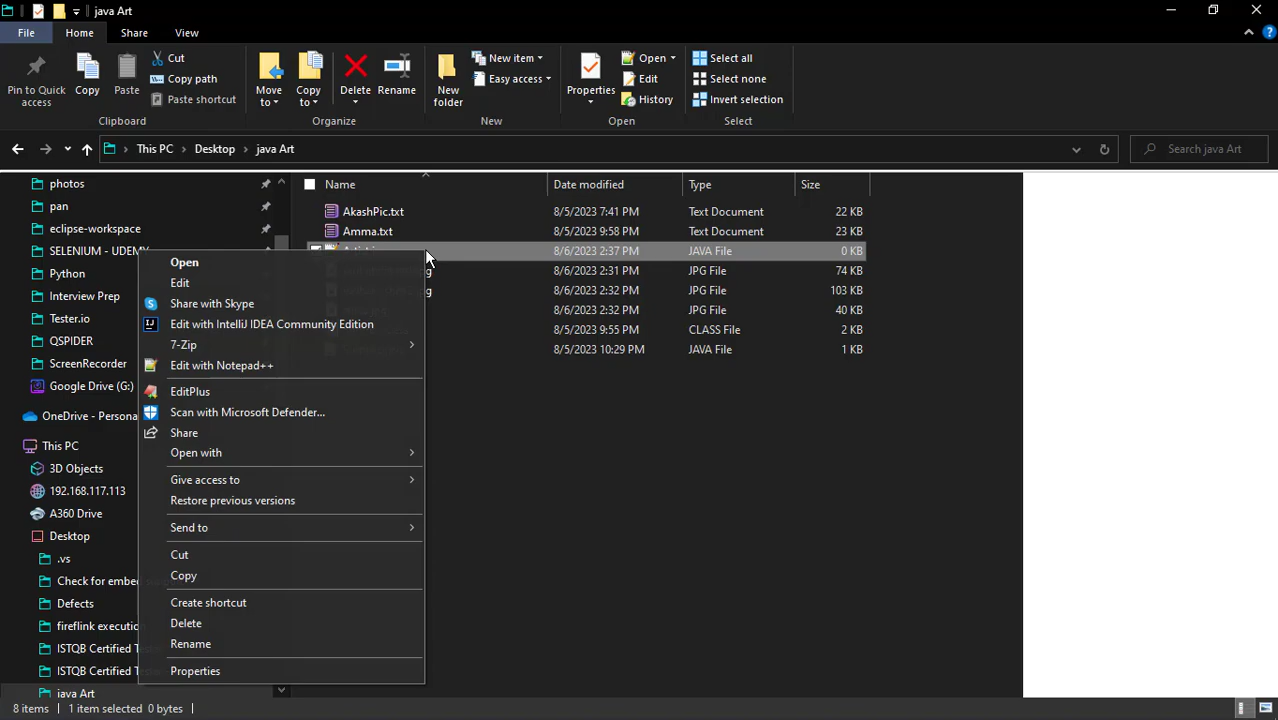 java Art
File
Home
Share
View
Pin to Quick access
Copy
Paste
Cut
Copy path
Paste shortcut
Clipboard
Move to
Copy to
Delete
Rename
Organize
New folder
New item
Easy access
New
Properties
Open
Edit
History
Open
Select all
Select none
Invert selection
Select
This PC > Desktop > java Art
Search java Art
photos
pan
eclipse-workspace
SELENIUM - UDEMY
Python
Interview Prep
Tester.io
QSPIDER
ScreenRecorder
Google Drive (G:)
OneDrive - Persona
This PC
3D Objects
192.168.117.113
A360 Drive
Desktop
.vs
Check for embed
Defects
fireflink execution
ISTQB Certified
ISTQB Certified
java Art
Name Date modified Type Size
AkashPic.txt 8/5/2023 7:41 PM Text Document 22 KB
Amma.txt 8/5/2023 9:58 PM Text Document 23 KB
8/6/2023 2:37 PM JAVA File 0 KB
8/6/2023 2:31 PM JPG File 74 KB
8/6/2023 2:32 PM JPG File 103 KB
8/6/2023 2:32 PM JPG File 40 KB
8/5/2023 9:55 PM CLASS File 2 KB
8/5/2023 10:29 PM JAVA File 1 KB
Open
Edit
Share with Skype
Edit with IntelliJ IDEA Community Edition
7-Zip
Edit with Notepad++
EditPlus
Scan with Microsoft Defender...
Share
Open with
Give access to
Restore previous versions
Send to
Cut
Copy
Create shortcut
Delete
Rename
Properties
8 items 1 item selected 0 bytes